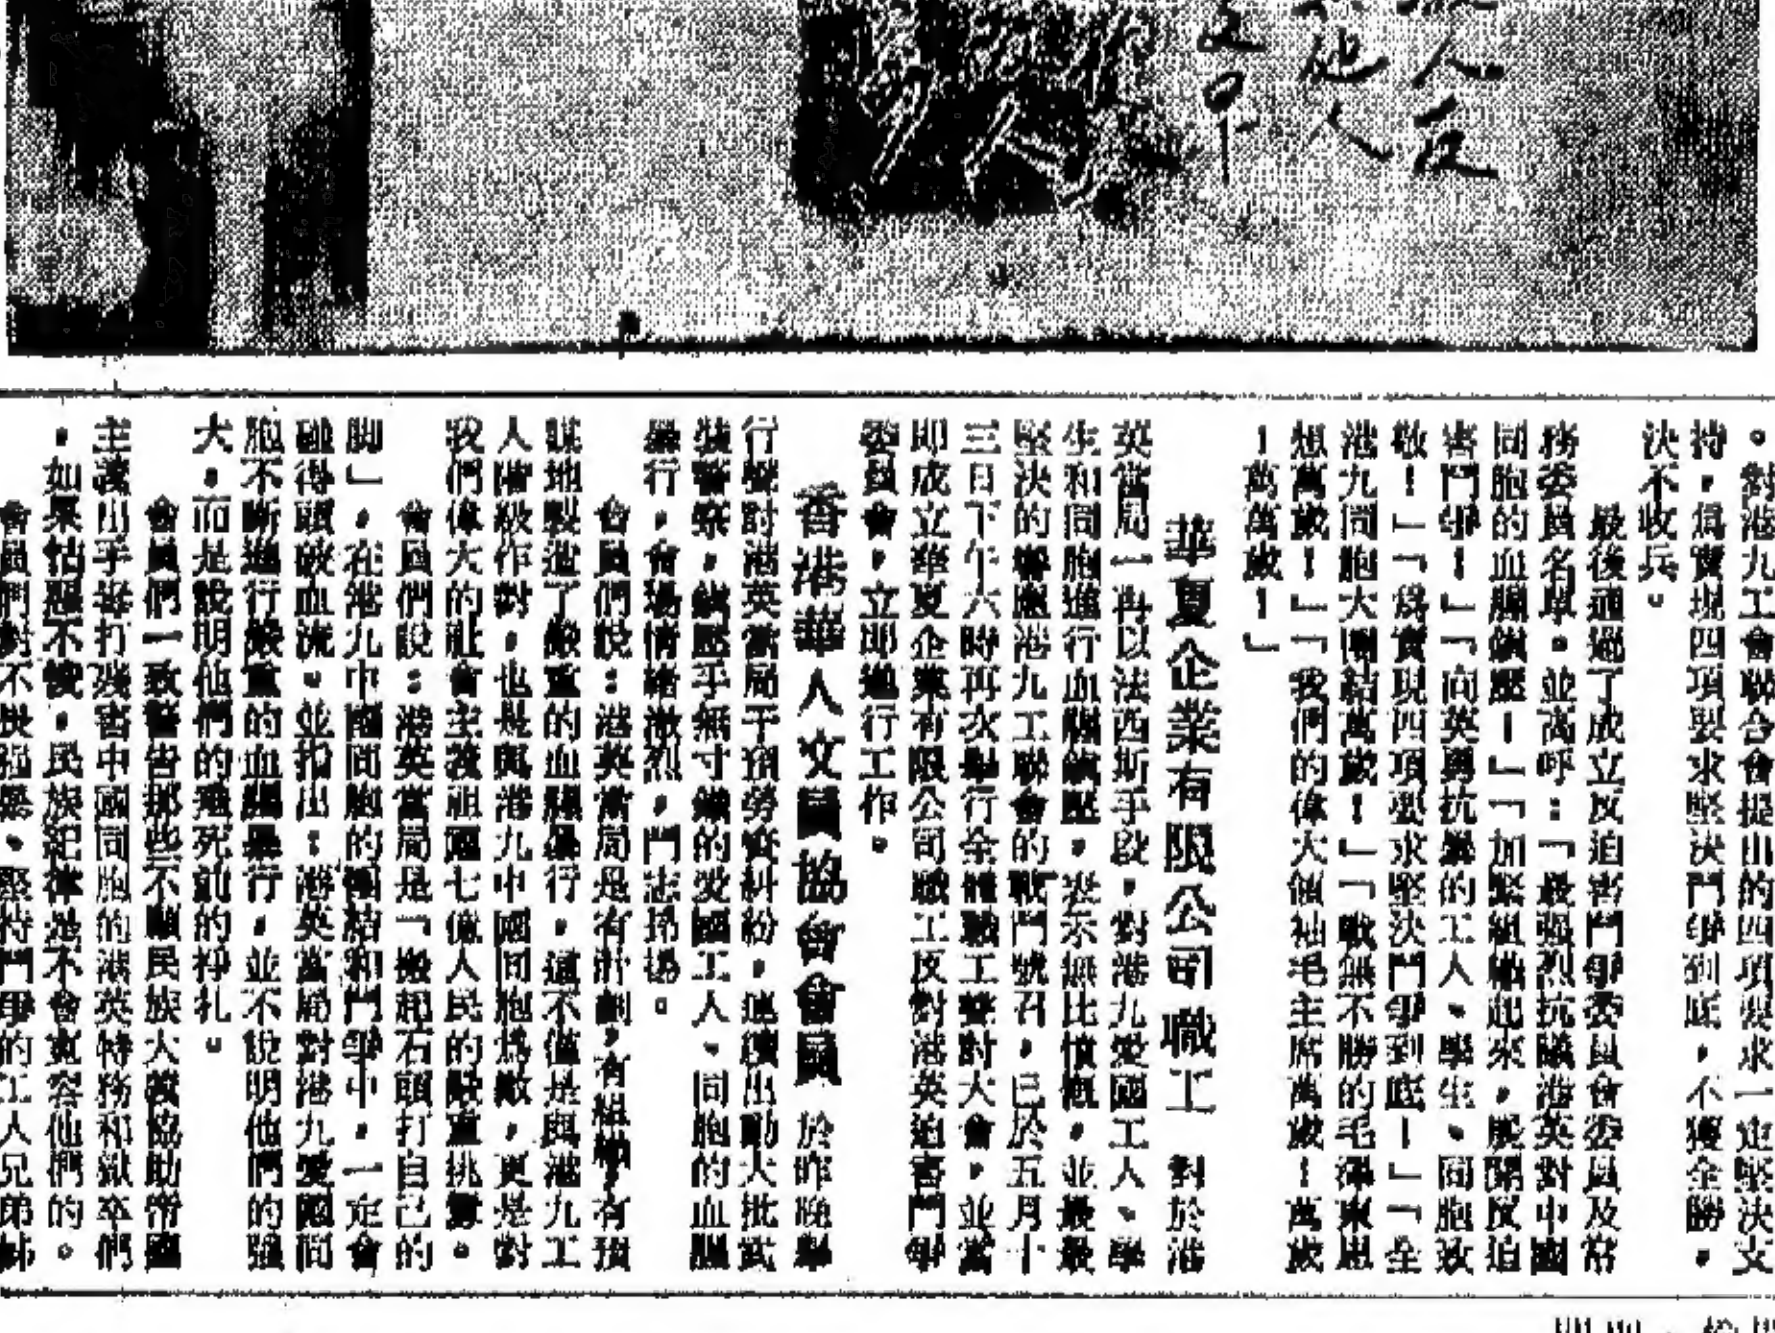 。對港九工會聯合會提出的四項要求一定堅決支
持，為實現四項要求堅決鬥爭到底，不獲全勝，
決不收兵。
最後通過了成立反迫害鬥爭委員會委員及常
務委員名單。並高呼：「最強烈抗議港英對中國
同胞的血腥鎮壓！」「加緊組織起來，展開反迫
害鬥爭！」「向英勇抗暴的工人、學生、同胞致
敬！」「為實現四項要求堅決鬥爭到底！」「全
港九同胞大團結萬歲！」「戰無不勝的毛澤東思
想萬歲！」「我們的偉大領袖毛主席萬歲！萬歲
！萬萬歲！」
華夏企業有限公司職工 對於港
英當局一再以法西斯手段，對港九愛國工人、學
生和同胞進行血腥鎮壓，表示無比憤慨，並最最
堅決的響應港九工聯會的戰鬥號召，已於五月十
三日下午六時再次舉行全體職工聲討大會，並當
即成立華夏企業有限公司職工反對港英迫害鬥爭
委員會，立即進行工作。
香港華人文員協會會員 於昨晚舉
行聲討港英當局干預勞資糾紛，連續出動大批武
裝警察，鎮壓手無寸鐵的愛國工人、同胞的血腥
暴行，會場情緒激烈，鬥志昂揚。
會員們說：港英當局是有計劃，有組織，有預
謀地製造了嚴重的血腥暴行，這不僅是與港九工
人階級作對，也是與港九中國同胞為敵，更是對
我們偉大的社會主義祖國七億人民的嚴重挑釁。
會員們說：港英當局是「搬起石頭打自己的
腳」，在港九中國同胞的團結和鬥爭中，一定會
碰得頭破血流。並指出：港英當局對港九愛國同
胞不斷進行嚴重的血腥暴行，並不說明他們的強
大，而是說明他們的瀕死前的掙扎。
會員們一致警告那些不顧民族大義協助帝國
主義出手毒打殘害中國同胞的港英特務和獄卒們
，如果怙惡不悛，民族紀律是不會寬容他們的。
會員們對不畏強暴、堅持鬥爭的工人兄弟姊